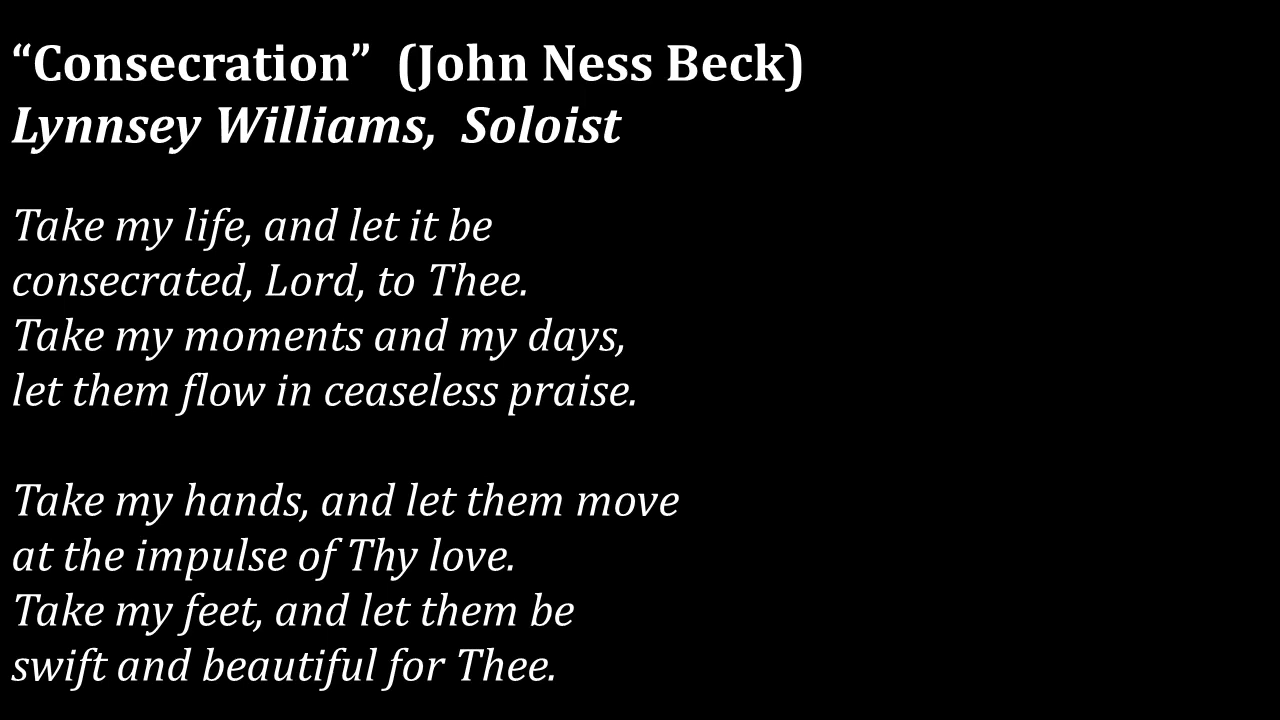 “Consecration” (John Ness Beck)
Lynnsey Williams, Soloist
Take my life, and let it be
consecrated, Lord, to Thee.
Take my moments and my days,
let them flow in ceaseless praise.
Take my hands, and let them move
at the impulse of Thy love.
Take my feet, and let them be
swift and beautiful for Thee.